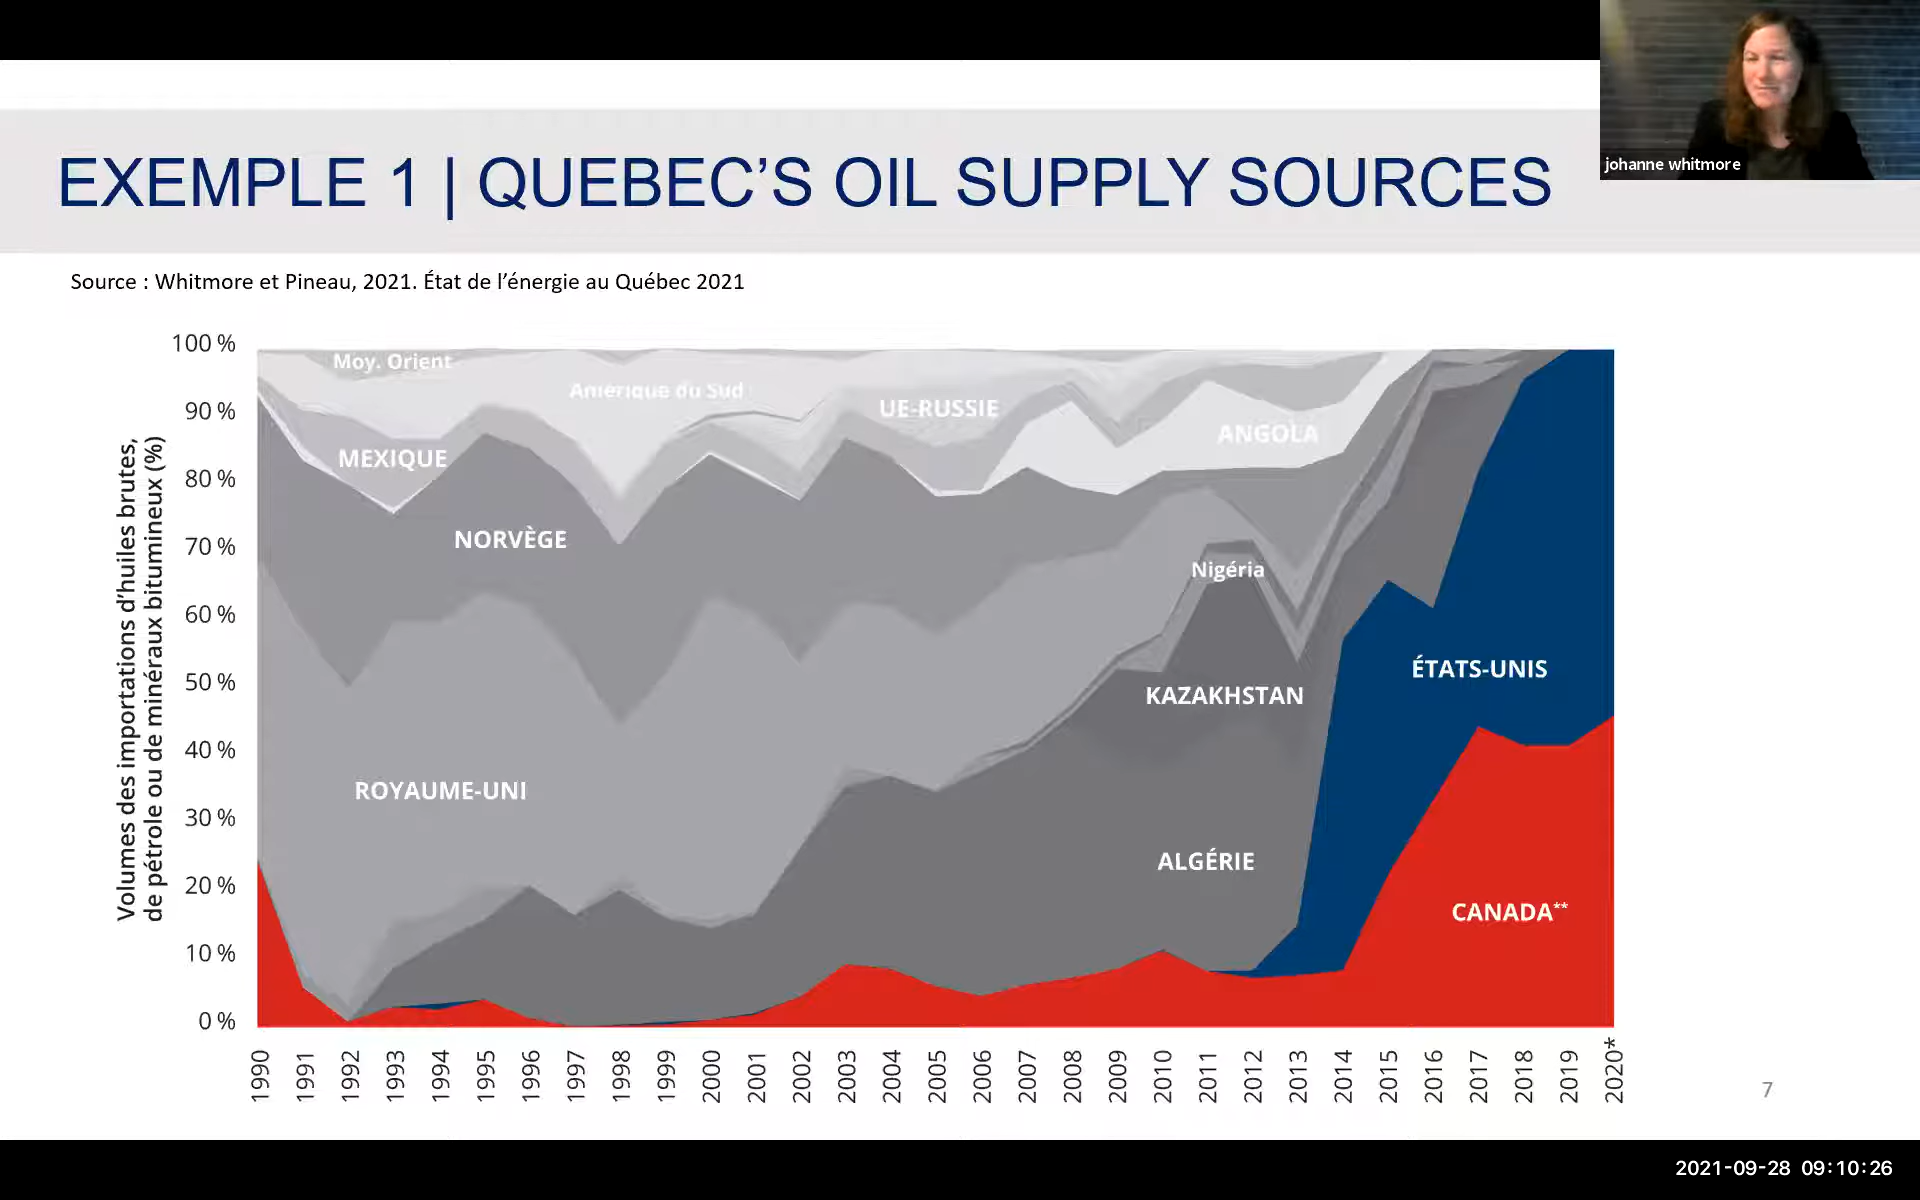 johanne whitmore
EXEMPLE 1 | QUEBEC’S OIL SUPPLY SOURCES
Source : Whitmore et Pineau, 2021. État de l’énergie au Québec 2021
Volumes des importations d’huiles brutes,
de pétrole ou de minéraux bitumineux (%)
100 %
90 %
80 %
70 %
60 %
50 %
40 %
30 %
20 %
10 %
0 %
Moy. Orient
Amérique du Sud
UE-RUSSIE
ANGOLA
MEXIQUE
NORVÈGE
Nigéria
ÉTATS-UNIS
KAZAKHSTAN
ROYAUME-UNI
ALGÉRIE
CANADA**
1990
1991
1992
1993
1994
1995
1996
1997
1998
1999
2000
2001
2002
2003
2004
2005
2006
2007
2008
2009
2010
2011
2012
2013
2014
2015
2016
2017
2018
2019
2020*
7
2021-09-28 09:10:26